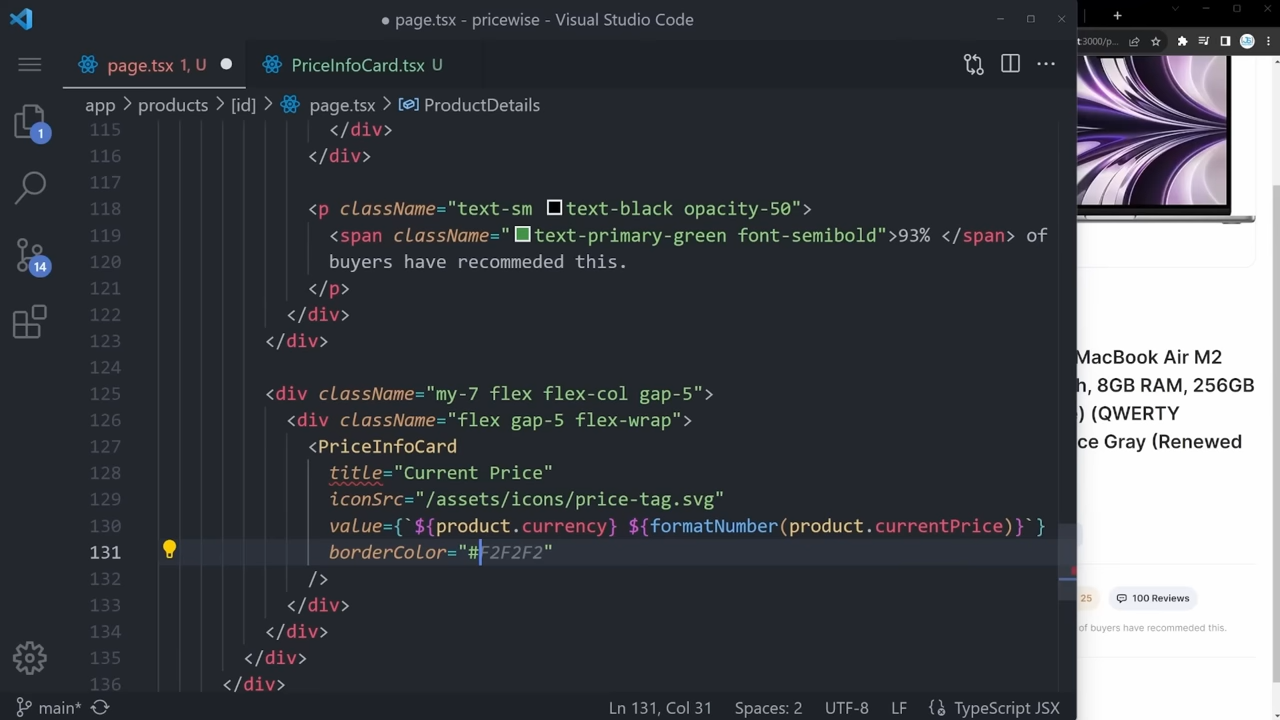 ● page.tsx - pricewise - Visual Studio Code
page.tsx 1, U ●
PriceInfoCard.tsx U
app > products > [id] > page.tsx > ProductDetails
115 </div>
116 </div>
117
118 <p className="text-sm text-black opacity-50">
119 <span className="text-primary-green font-semibold">93% </span> of
120 buyers have recommeded this.
121 </p>
122 </div>
123 </div>
124
125 <div className="my-7 flex flex-col gap-5">
126 <div className="flex gap-5 flex-wrap">
127 <PriceInfoCard
128 title="Current Price"
129 iconSrc="/assets/icons/price-tag.svg"
130 value={`${product.currency} ${formatNumber(product.currentPrice)}`}
131 borderColor="#F2F2F2"
132 />
133 </div>
134 </div>
135 </div>
136 </div>
1
14
main*
Ln 131, Col 31
Spaces: 2
UTF-8
LF
TypeScript JSX
t3000/p...
MacBook Air M2
h, 8GB RAM, 256GB
) (QWERTY
ce Gray (Renewed
25
100 Reviews
of buyers have recommeded this.